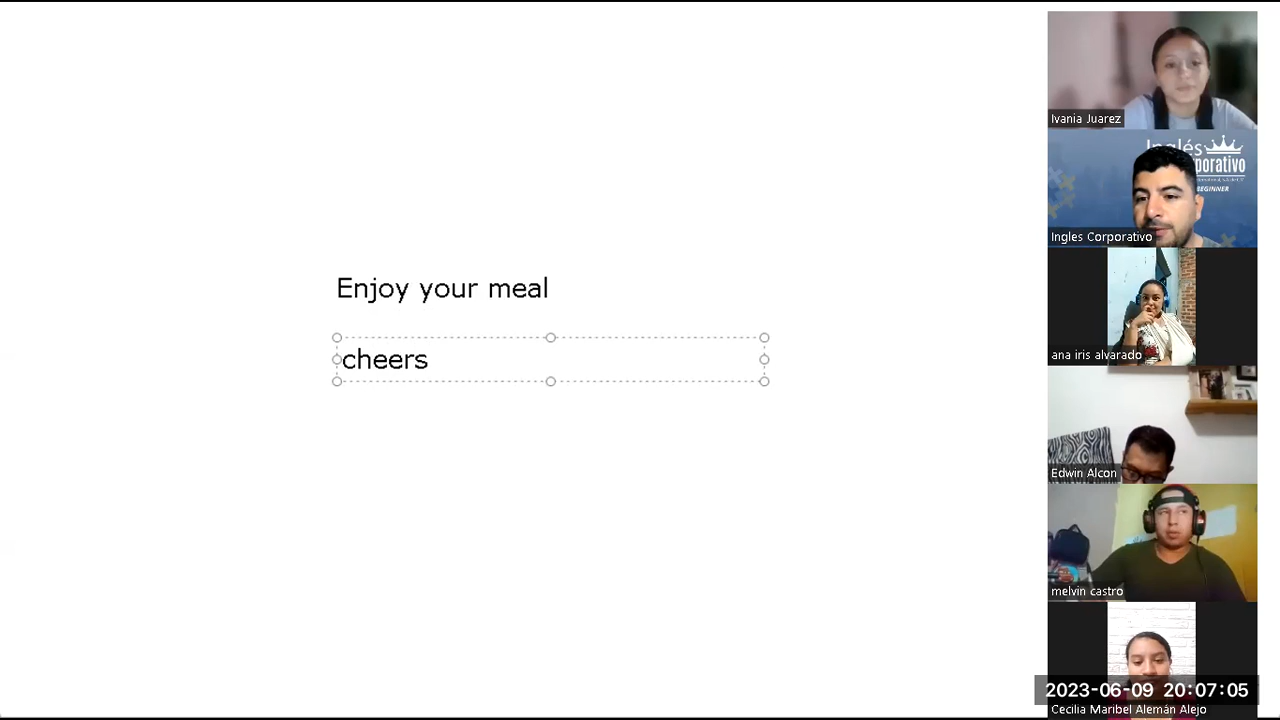 Enjoy your meal
cheers
Ivania Juarez
Inglés
rporativo
BEGINNER
Ingles Corporativo
ana iris alvarado
Edwin Alcon
melvin castro
2023-06-09 20:07:05
Cecilia Maribel Alemán Alejo